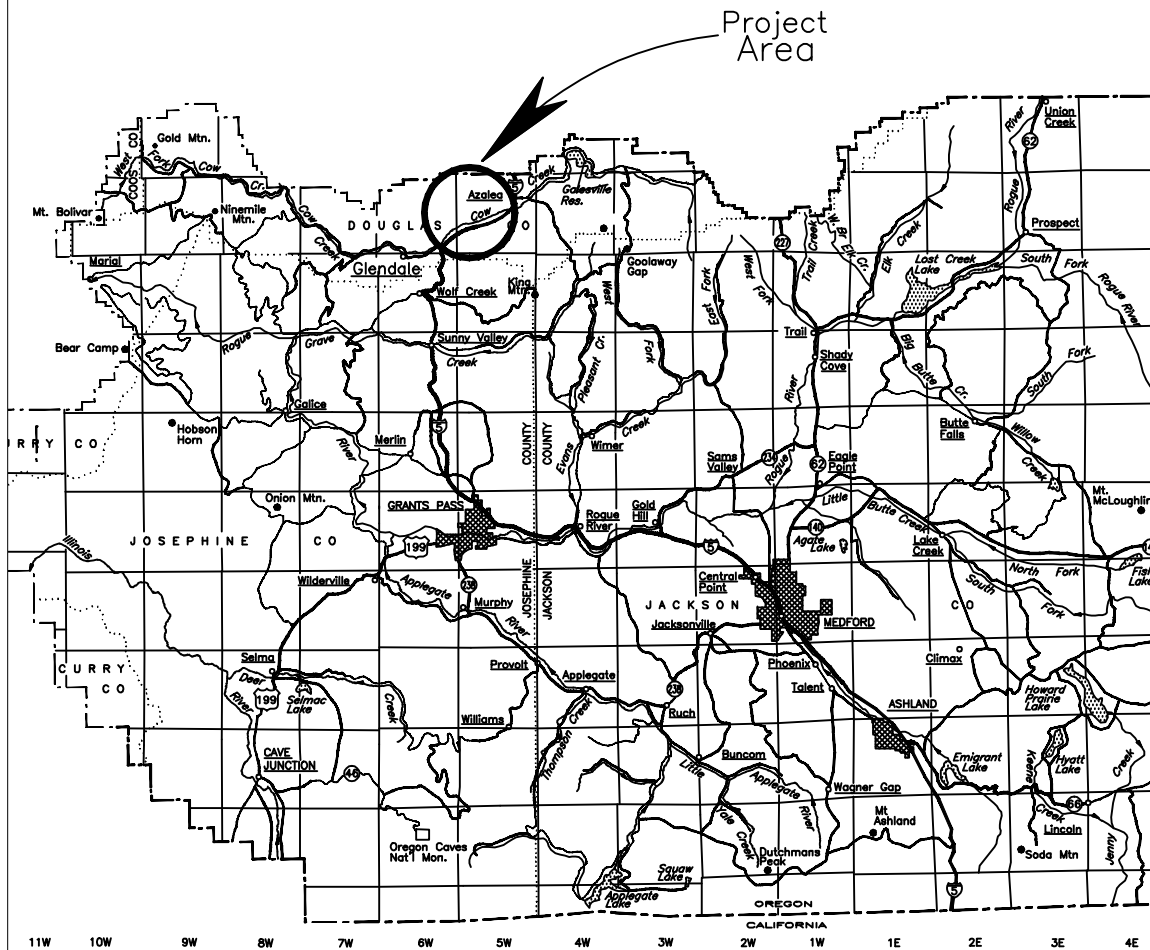 Project
Area
Union
Creek
River
62
Rogue
Gold Mtn.
COOS CO
West
Fork
Cow
Cr.
Mt. Bolivar
Ninemile
Mtn.
Cow
Creek
DOUGLAS CO
Azalea
Cow
Creek
5
Galesville
Res.
Prospect
Marial
Glendale
Goolaway
Gap
227
Trail
Creek
W. Br
Elk Cr.
Elk
Creek
Lost Creek
Lake
South Fork
Rogue River
Wolf Creek
King
Mtn.
West
Fork
East Fork
West
Fork
Trail
Rogue
Grave
Creek
Sunny Valley
Pleasant Cr.
Bear Camp
Shady
Cove
Big
Butte
Cr.
South
Fork
Galice
River
Hobson
Horn
CURRY CO
Merlin
5
COUNTY
COUNTY
Evans
Wimer
Creek
River
Butte
Falls
Willow
Creek
Sams
Valley
234
Rogue
62
Eagle
Point
Mt.
McLoughlin
Onion Mtn.
GRANTS PASS
Rogue
River
Gold
Hill
Little
Butte Creek
140
Agate
Lake
Lake
Creek
JOSEPHINE CO
199
5
North Fork
Fish
Lake
Illinois
Wilderville
Applegate
River
238
Murphy
JOSEPHINE
JACKSON
Central
Point
JACKSON CO
South
Fork
MEDFORD
Jacksonville
Climax
CURRY
CO
Selma
Deer
Creek
River
199
Selmac
Lake
Provolt
Applegate
238
Phoenix
Talent
Howard
Prairie
Lake
Williams
Thompson
Creek
Ruch
ASHLAND
CAVE
JUNCTION
46
Buncom
Little
Applegate
River
Emigrant
Lake
Keene
Creek
Hyatt
Lake
Creek
Wagner Gap
66
Lincoln
Oregon Caves
Nat'l Mon.
Yale
Creek
Mt
Ashland
Dutchmans
Peak
Soda Mtn
Jenny
Squaw
Lake
Applegate
Lake
5
OREGON
CALIFORNIA
11W 10W 9W 8W 7W 6W 5W 4W 3W 2W 1W 1E 2E 3E 4E